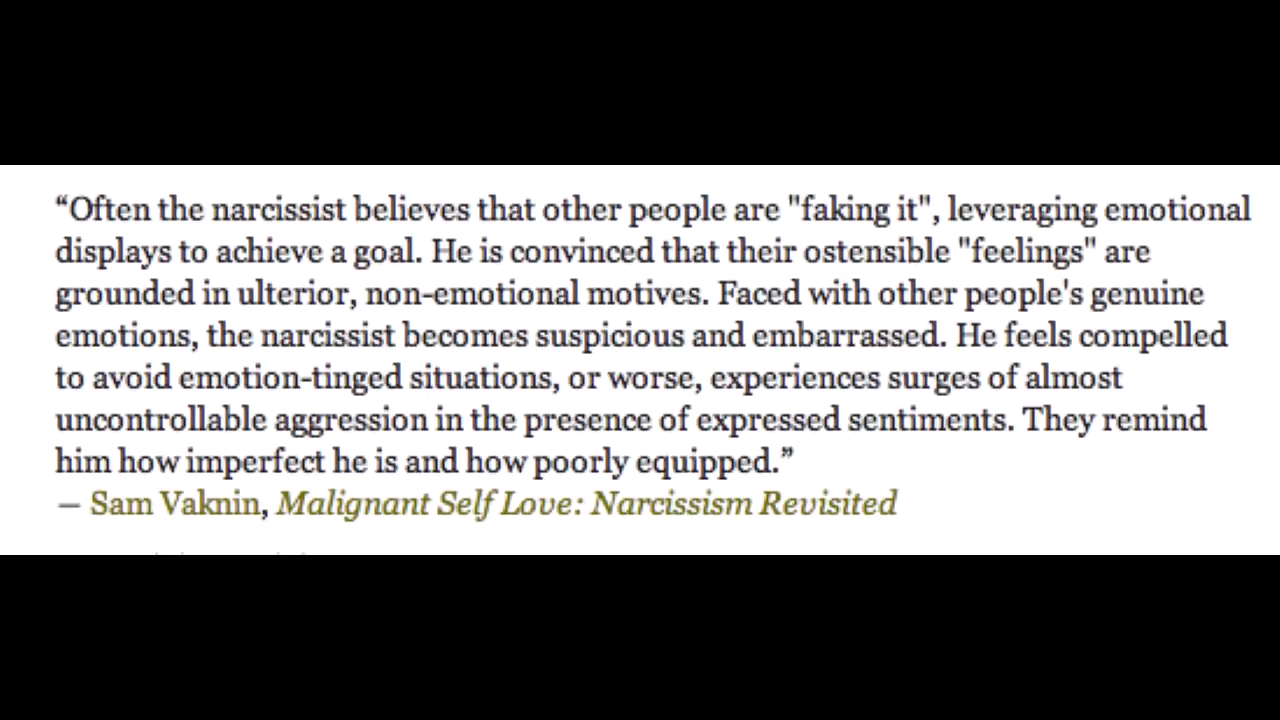 “Often the narcissist believes that other people are "faking it", leveraging emotional
displays to achieve a goal. He is convinced that their ostensible "feelings" are
grounded in ulterior, non-emotional motives. Faced with other people's genuine
emotions, the narcissist becomes suspicious and embarrassed. He feels compelled
to avoid emotion-tinged situations, or worse, experiences surges of almost
uncontrollable aggression in the presence of expressed sentiments. They remind
him how imperfect he is and how poorly equipped.”
― Sam Vaknin, Malignant Self Love: Narcissism Revisited